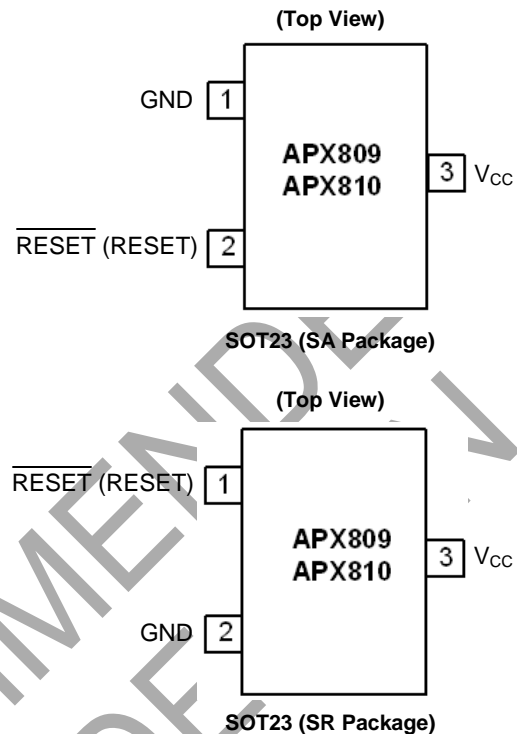 (Top View)
GND 1
APX809
APX810
3 VCC
RESET (RESET) 2
SOT23 (SA Package)
(Top View)
RESET (RESET) 1
APX809
APX810
3 VCC
GND 2
SOT23 (SR Package)